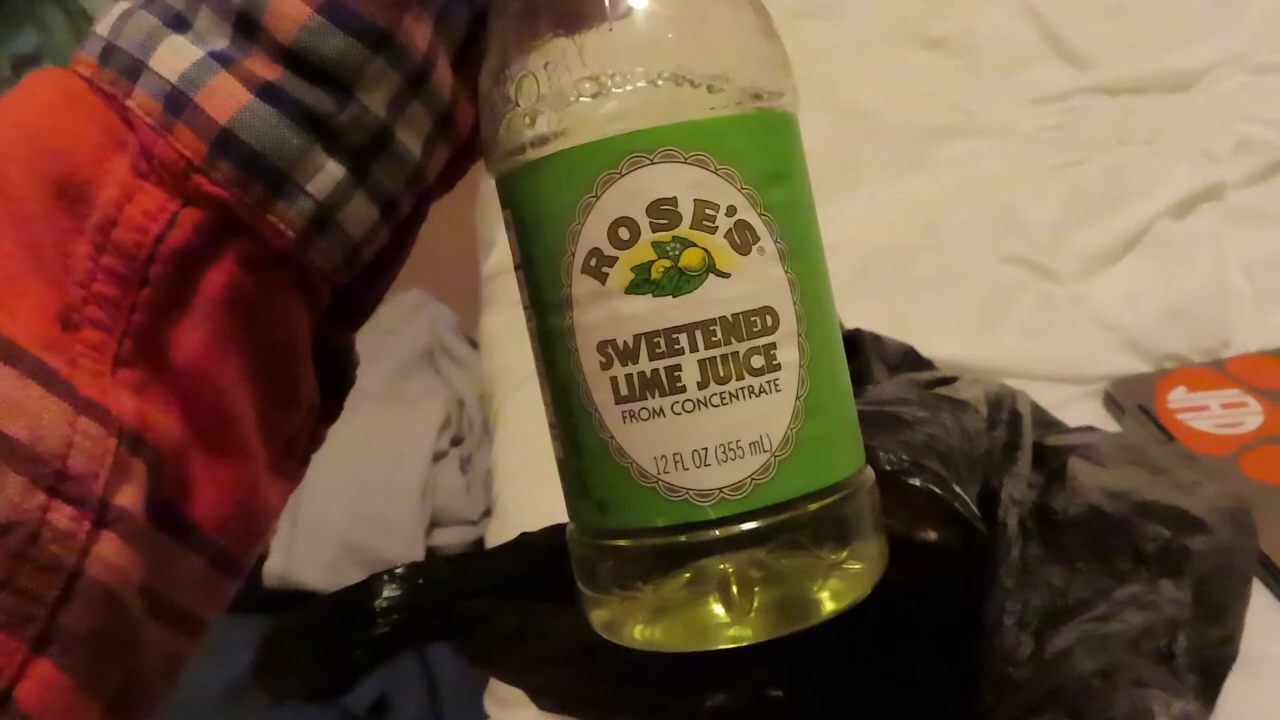 ROSE'S®
SWEETENED
LIME JUICE
FROM CONCENTRATE
12 FL OZ (355 mL)